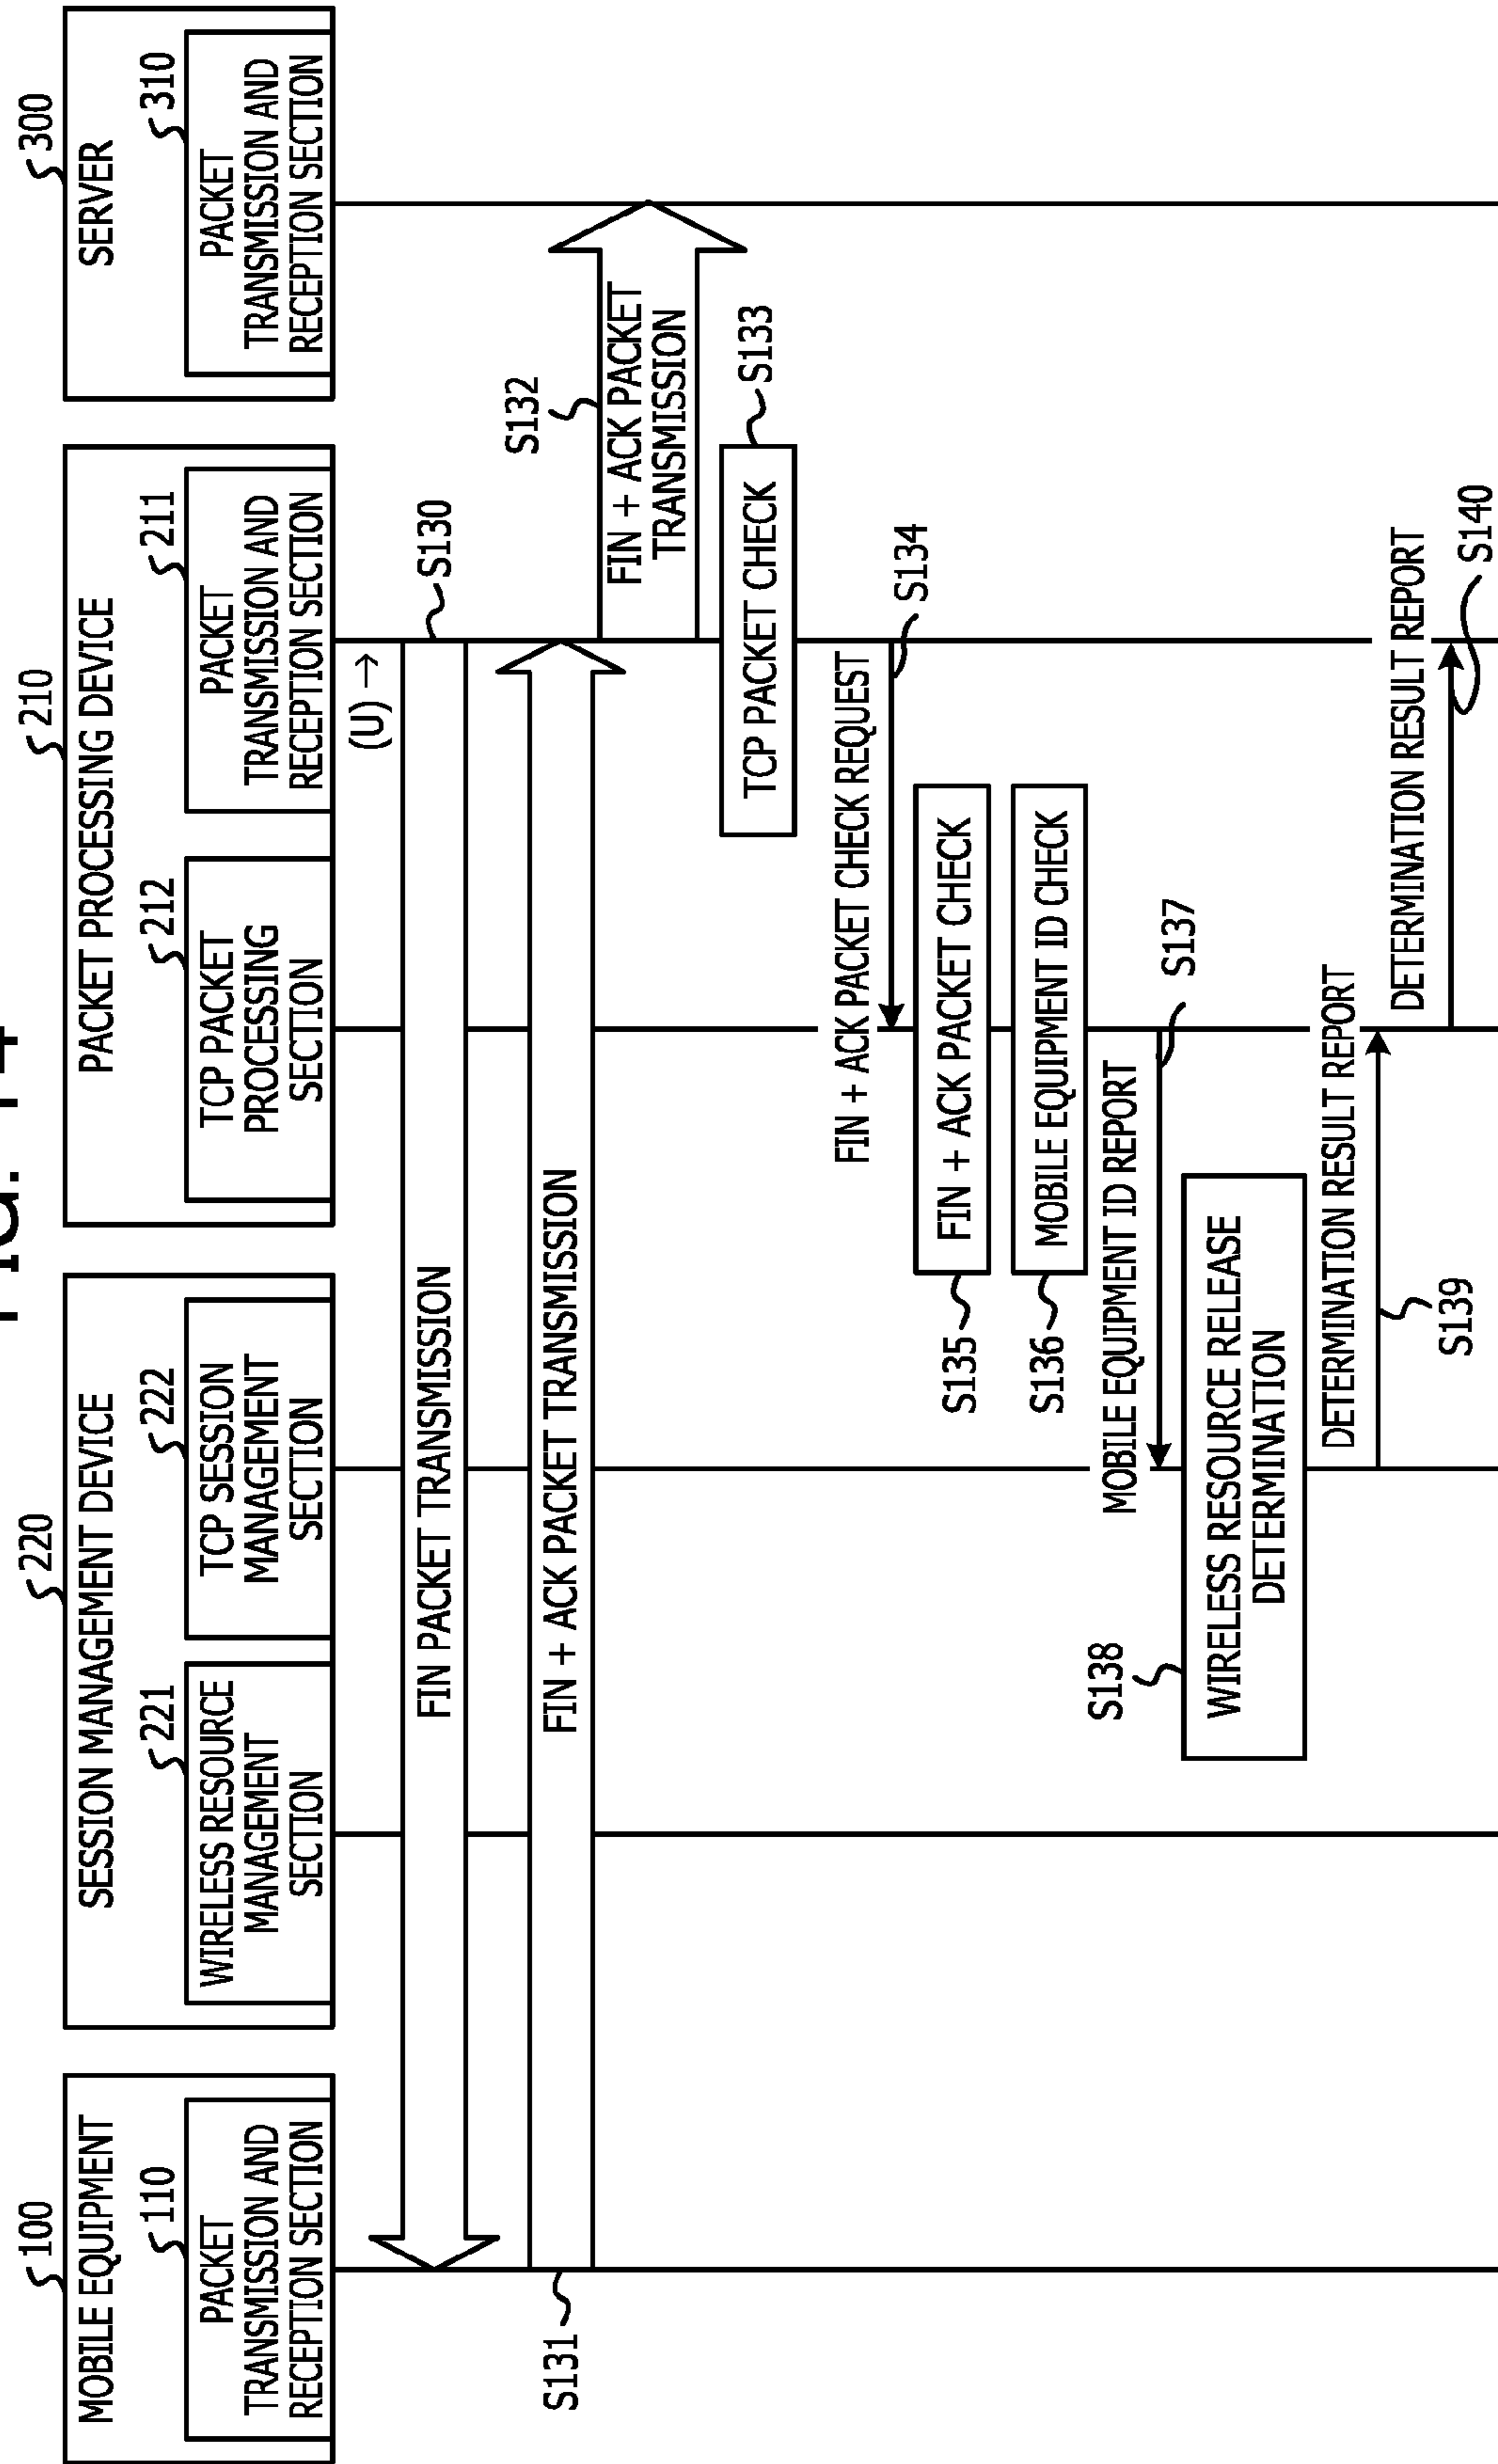 FIG. 14
100
MOBILE EQUIPMENT
110
PACKET
TRANSMISSION AND
RECEPTION SECTION
220
SESSION MANAGEMENT DEVICE
221
WIRELESS RESOURCE
MANAGEMENT
SECTION
222
TCP SESSION
MANAGEMENT
SECTION
210
PACKET PROCESSING DEVICE
212
TCP PACKET
PROCESSING
SECTION
211
PACKET
TRANSMISSION AND
RECEPTION SECTION
300
SERVER
310
PACKET
TRANSMISSION AND
RECEPTION SECTION
(U) →
FIN PACKET TRANSMISSION
S130
S131
FIN + ACK PACKET TRANSMISSION
S132
FIN + ACK PACKET
TRANSMISSION
TCP PACKET CHECK
S133
FIN + ACK PACKET CHECK REQUEST
S134
S135
FIN + ACK PACKET CHECK
S136
MOBILE EQUIPMENT ID CHECK
MOBILE EQUIPMENT ID REPORT
S137
S138
WIRELESS RESOURCE RELEASE
DETERMINATION
DETERMINATION RESULT REPORT
S139
DETERMINATION RESULT REPORT
S140